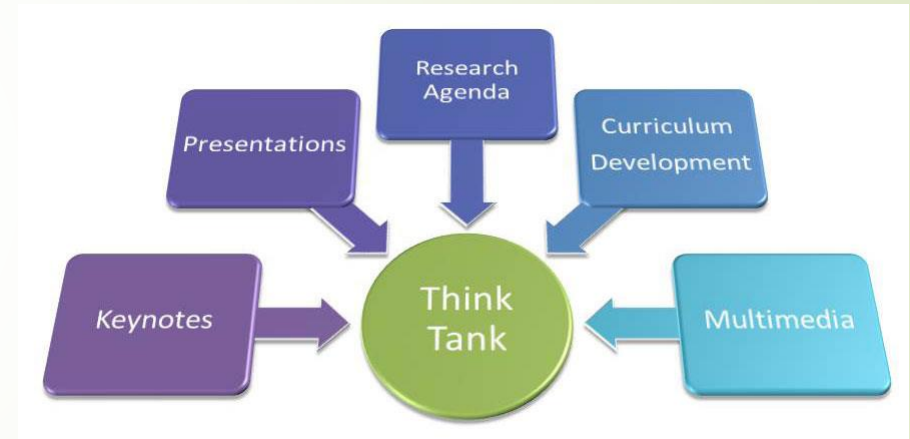 Research
Agenda
Presentations
Curriculum
Development
Keynotes
Think
Tank
Multimedia